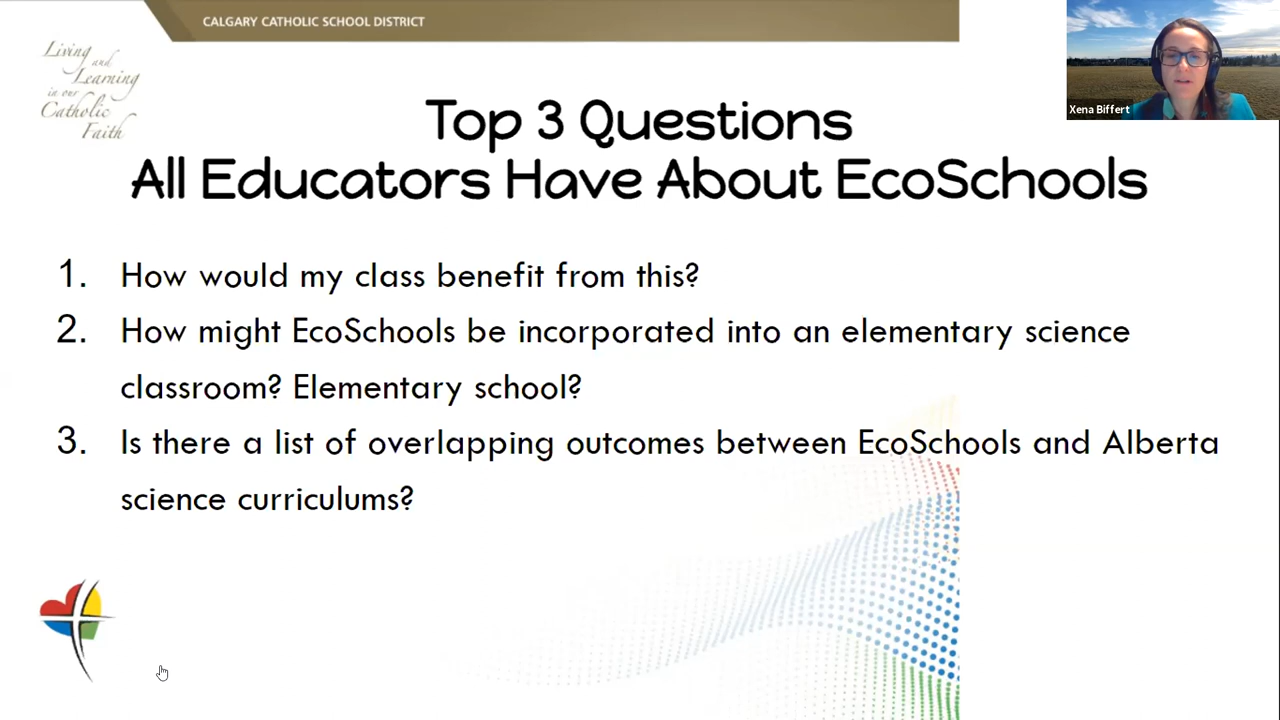 CALGARY CATHOLIC SCHOOL DISTRICT
Living
and
Learning
in our
Catholic
Faith
Xena Biffert
Top 3 Questions
All Educators Have About EcoSchools
1. How would my class benefit from this?
2. How might EcoSchools be incorporated into an elementary science
classroom? Elementary school?
3. Is there a list of overlapping outcomes between EcoSchools and Alberta
science curriculums?